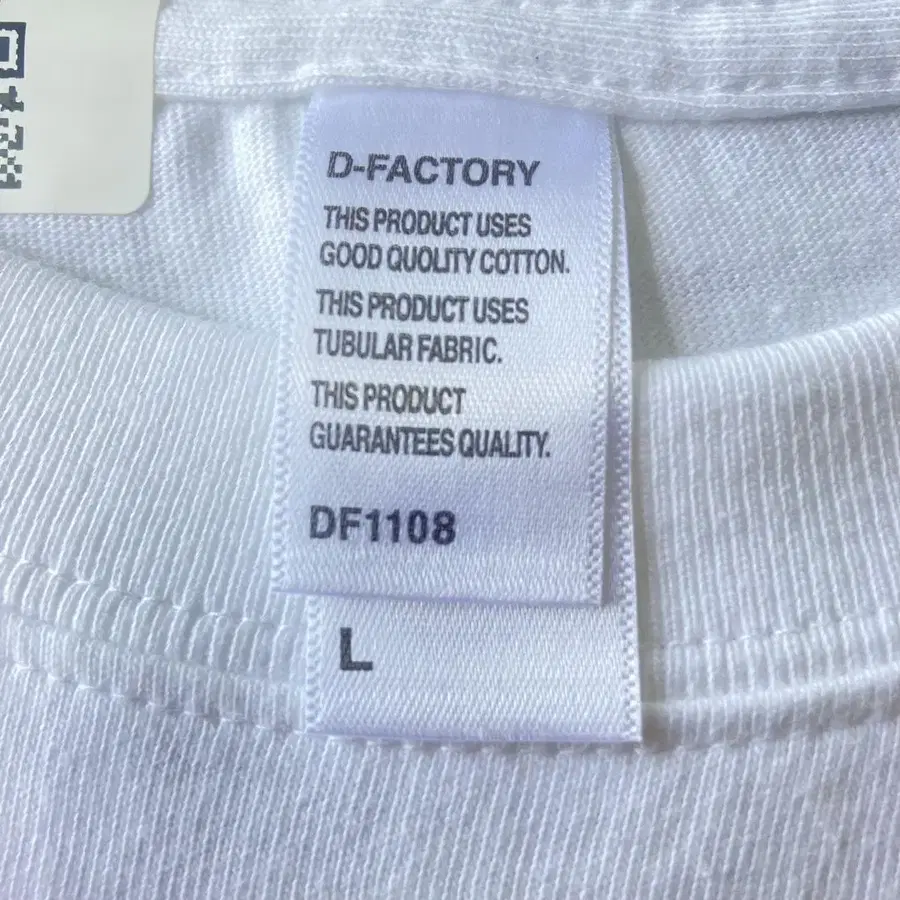 D-FACTORY
THIS PRODUCT USES
GOOD QUOLITY COTTON.
THIS PRODUCT USES
TUBULAR FABRIC.
THIS PRODUCT
GUARANTEES QUALITY.
DF1108
L